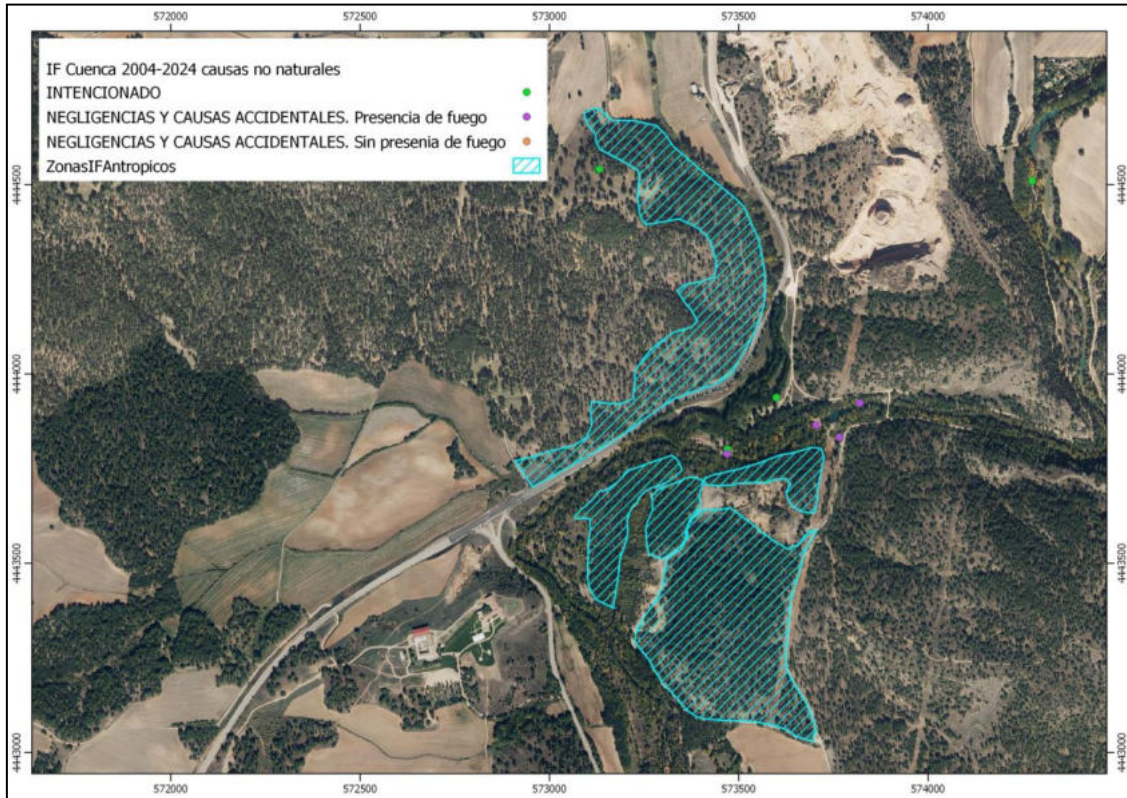 572000 572500 573000 573500 574000
IF Cuenca 2004-2024 causas no naturales
INTENCIONADO
NEGLIGENCIAS Y CAUSAS ACCIDENTALES. Presencia de fuego
NEGLIGENCIAS Y CAUSAS ACCIDENTALES. Sin presenia de fuego
ZonasIFAntropicos
4444500 4444500
4444000 4444000
4443500 4443500
4443000 4443000
572000 572500 573000 573500 574000